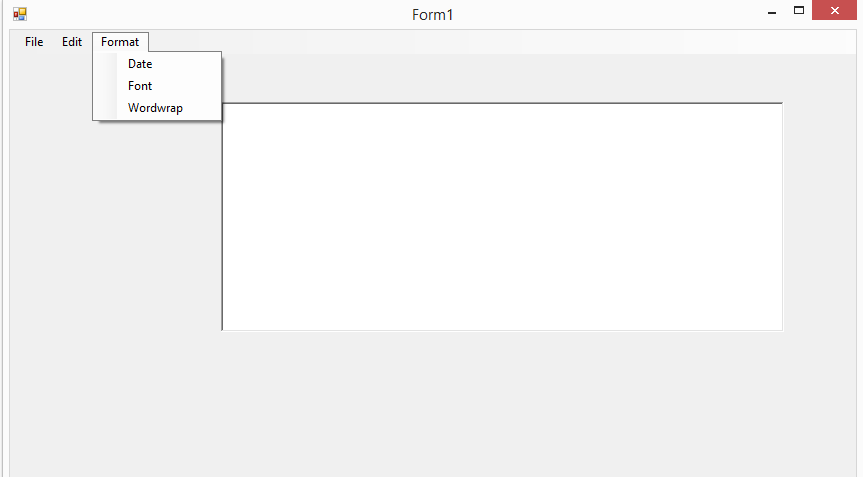 Form1
File Edit Format
Date
Font
Wordwrap